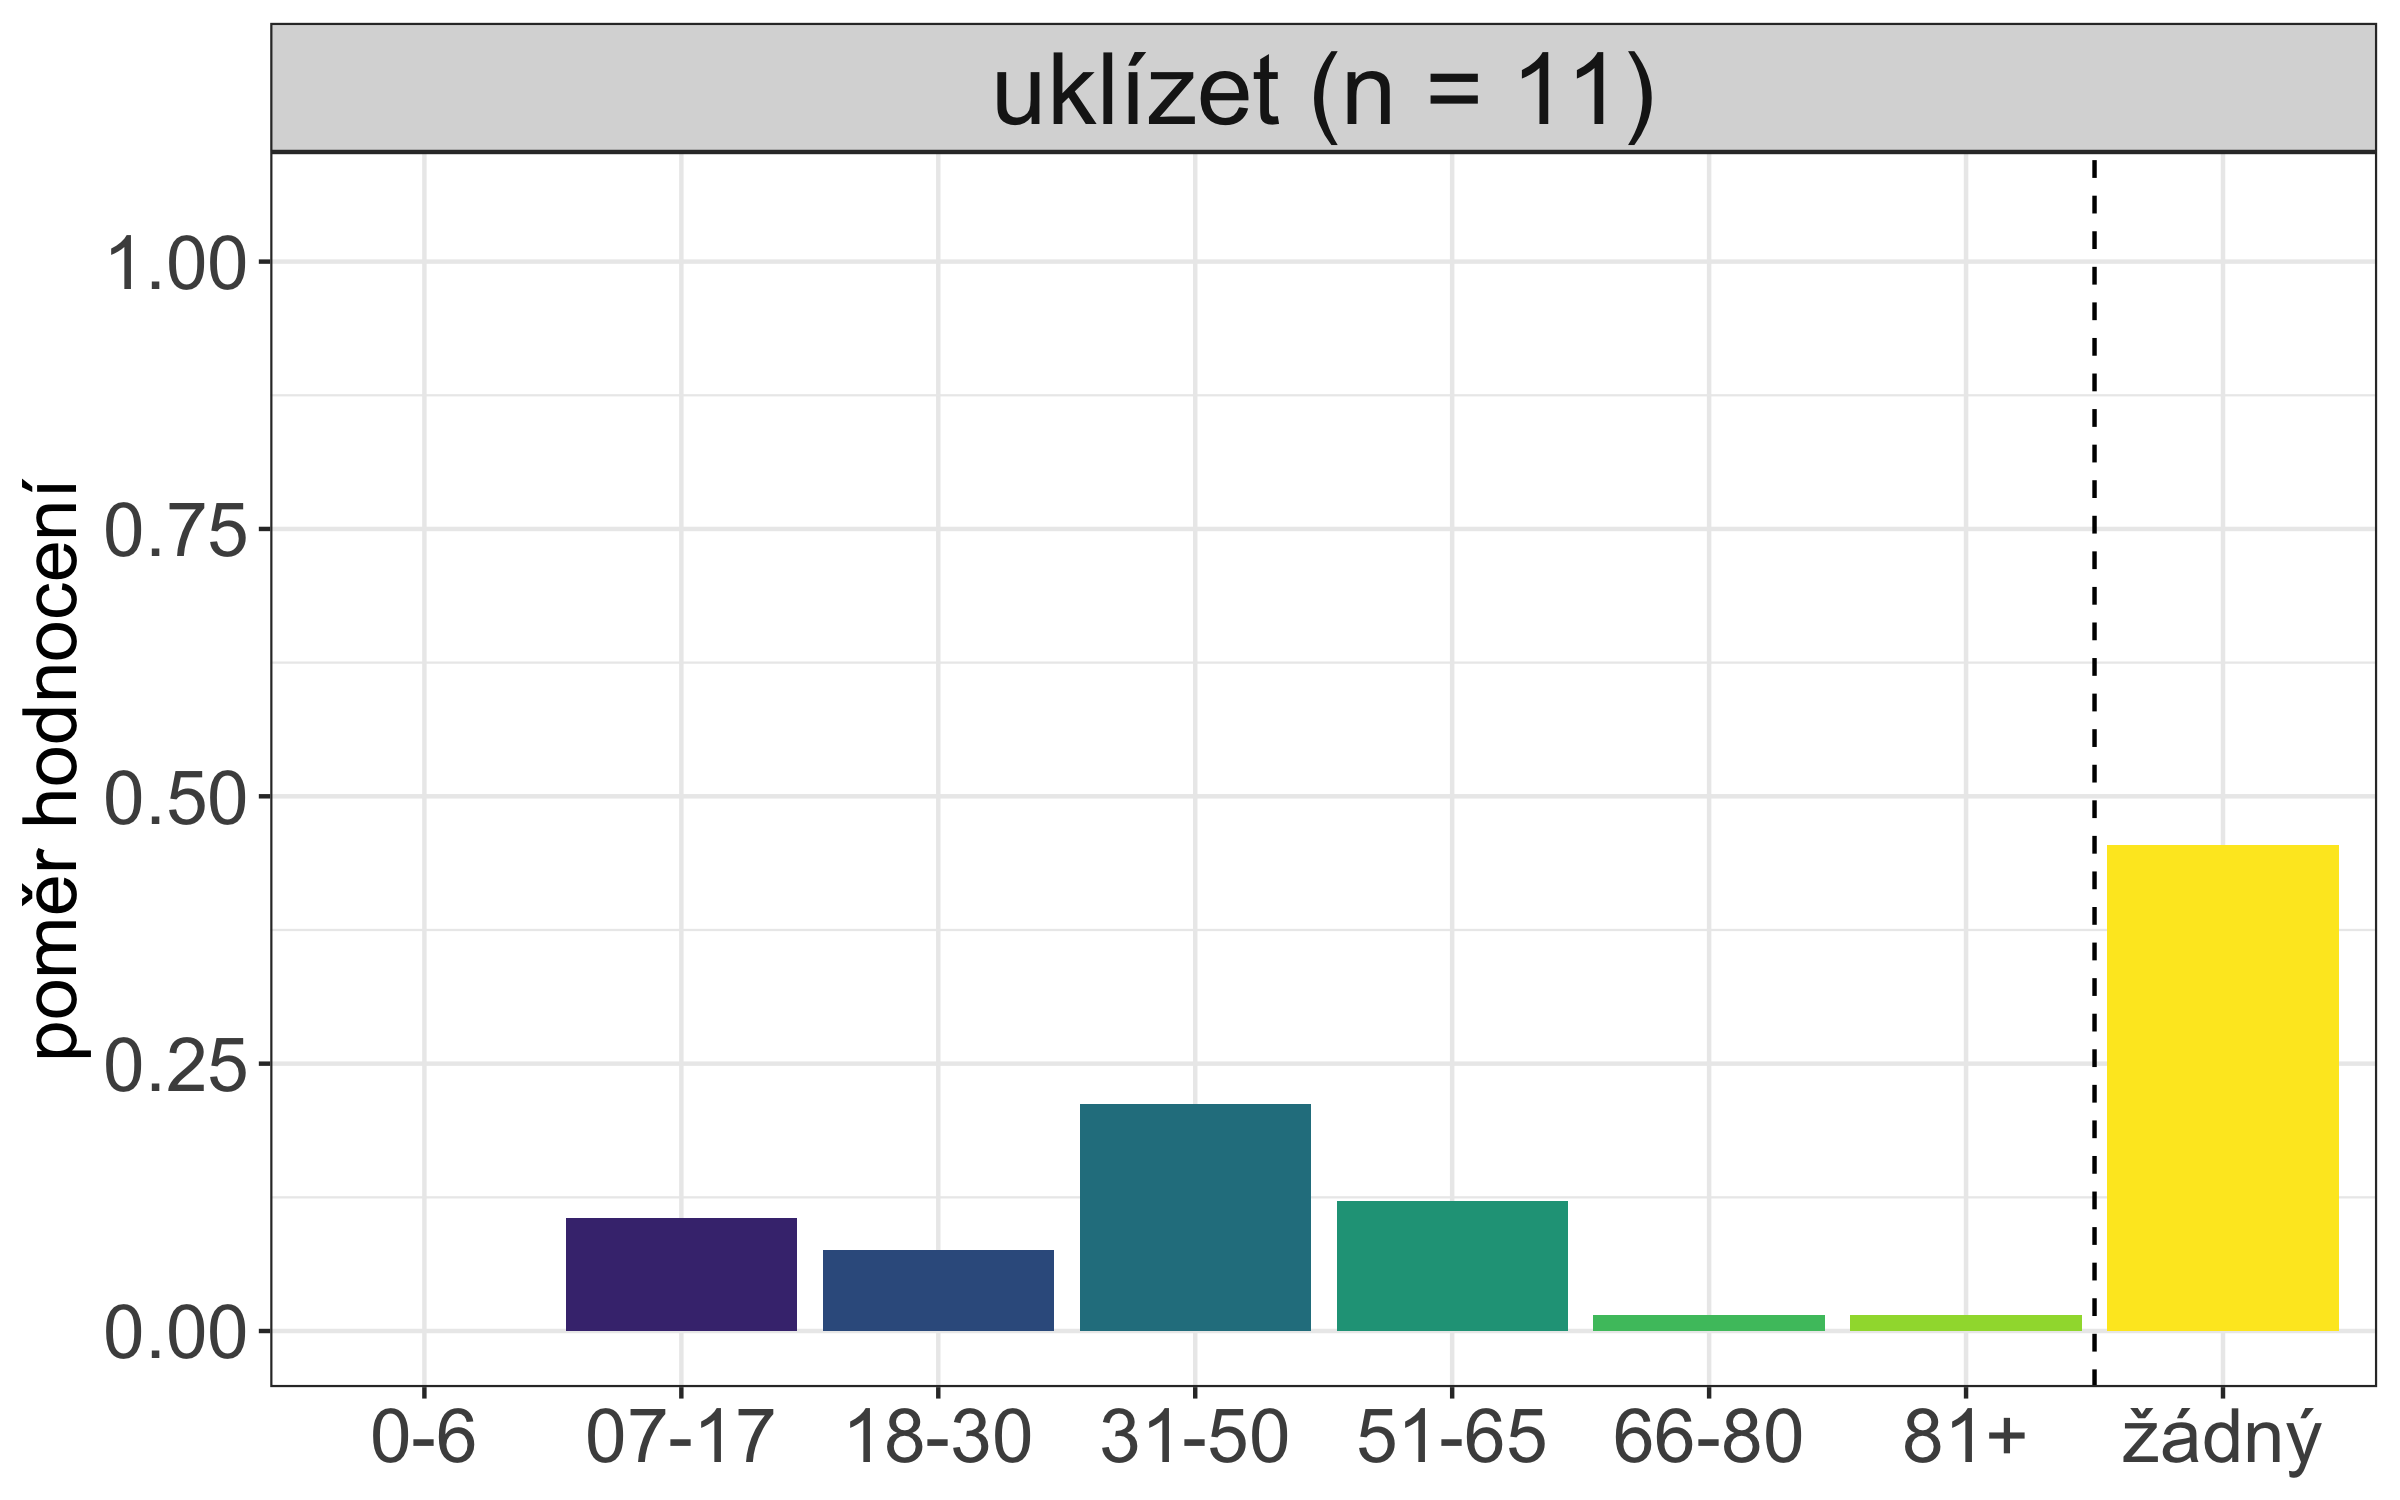 uklízet (n = 11)
poměr hodnocení
1.00
0.75
0.50
0.25
0.00
0-6 07-17 18-30 31-50 51-65 66-80 81+ žádný